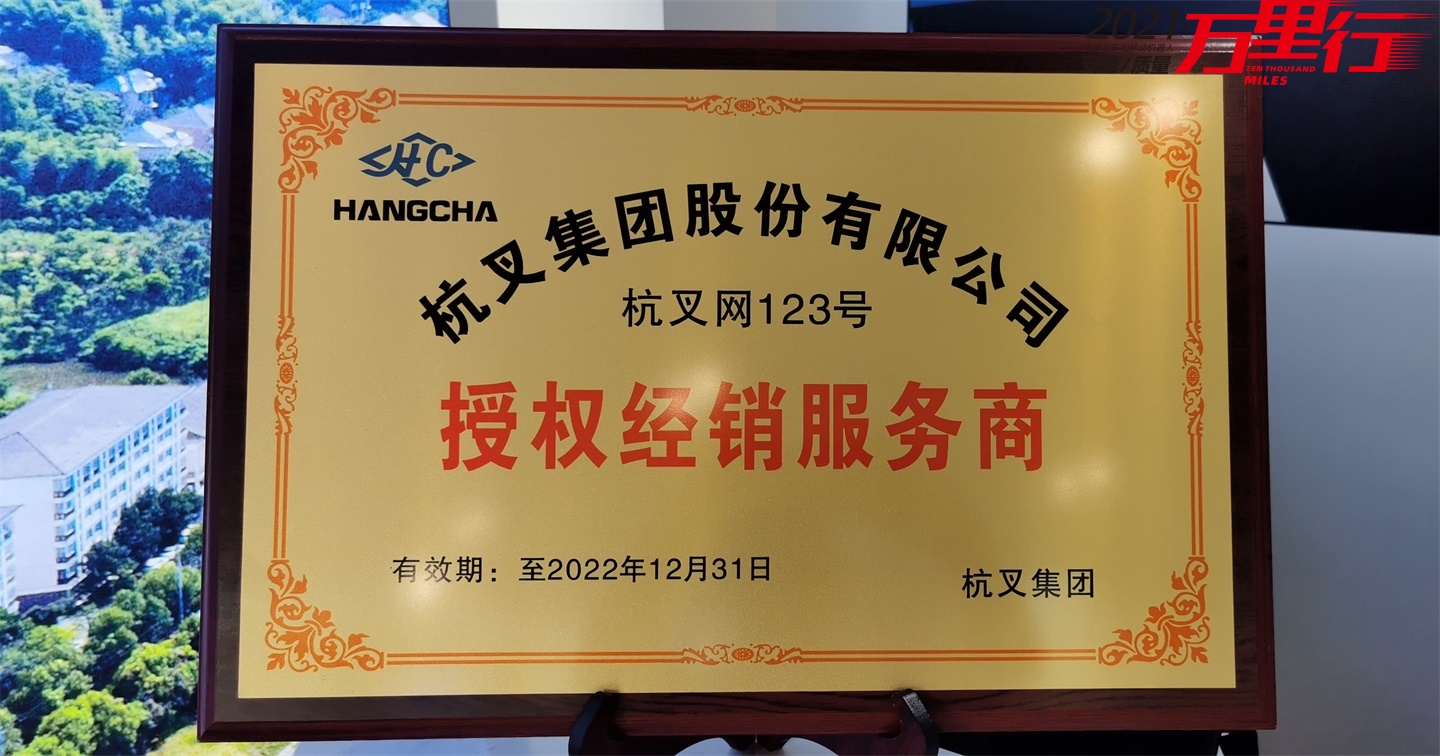 2021
万里行
TEN THOUSAND
MILES
HC
HANGCHA
杭叉集团股份有限公司
杭叉网123号
授权经销服务商
有效期：至2022年12月31日
杭叉集团